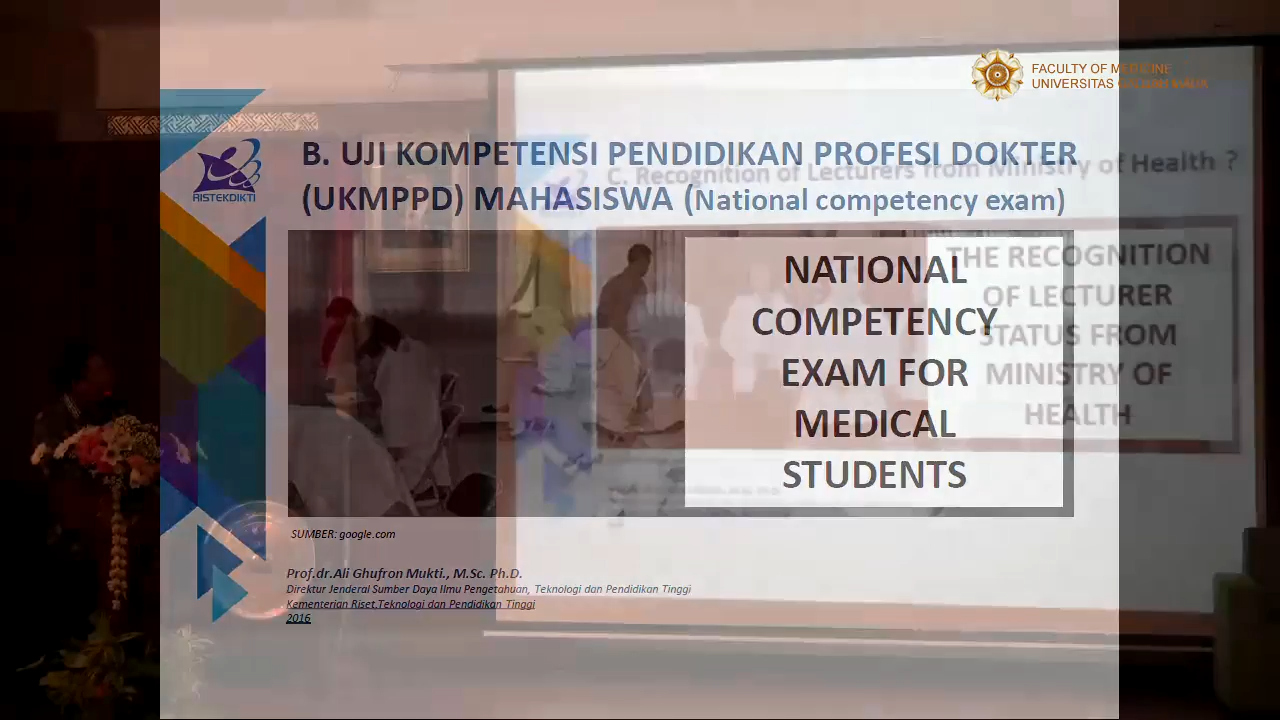 FACULTY OF MEDICINE
UNIVERSITAS GADJAH MADA
RISTEKDIKTI
B. UJI KOMPETENSI PENDIDIKAN PROFESI DOKTER
(UKMPPD) MAHASISWA (National competency exam)
C. Recognition of Lecturers from Ministry of Health ?
NATIONAL
COMPETENCY
EXAM FOR
MEDICAL
STUDENTS
THE RECOGNITION
OF LECTURER
STATUS FROM
MINISTRY OF
HEALTH
SUMBER: google.com
Prof.dr.Ali Ghufron Mukti., M.Sc. Ph.D.
Direktur Jenderal Sumber Daya Ilmu Pengetahuan, Teknologi dan Pendidikan Tinggi
Kementerian Riset,Teknologi dan Pendidikan Tinggi
2016